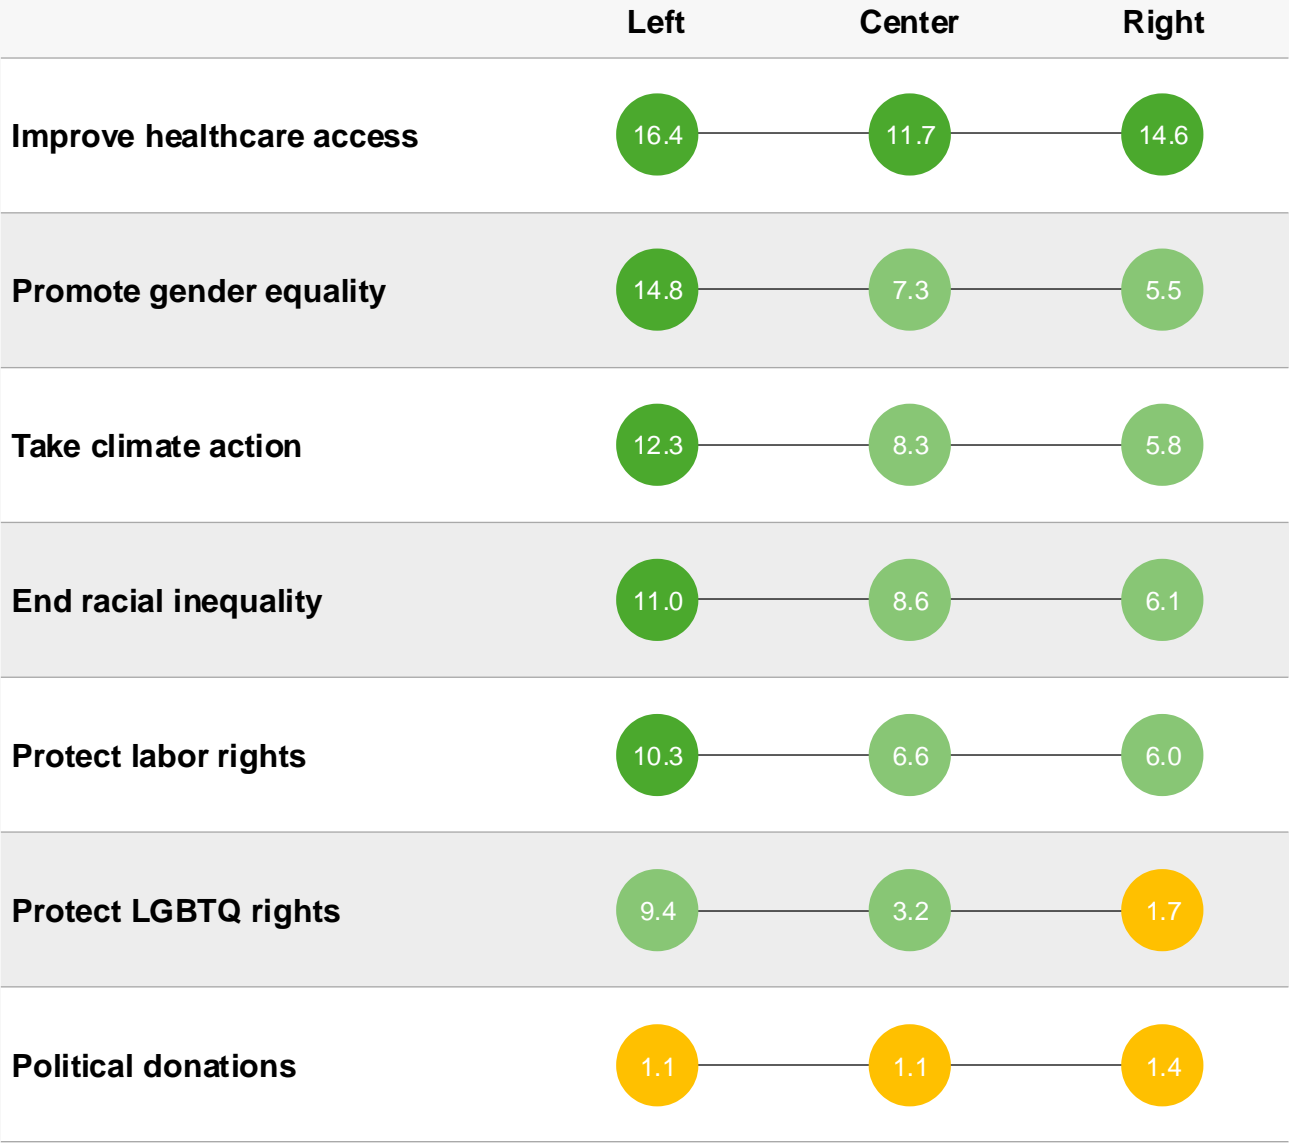 Left Center Right
Improve healthcare access 16.4 11.7 14.6
Promote gender equality 14.8 7.3 5.5
Take climate action 12.3 8.3 5.8
End racial inequality 11.0 8.6 6.1
Protect labor rights 10.3 6.6 6.0
Protect LGBTQ rights 9.4 3.2 1.7
Political donations 1.1 1.1 1.4